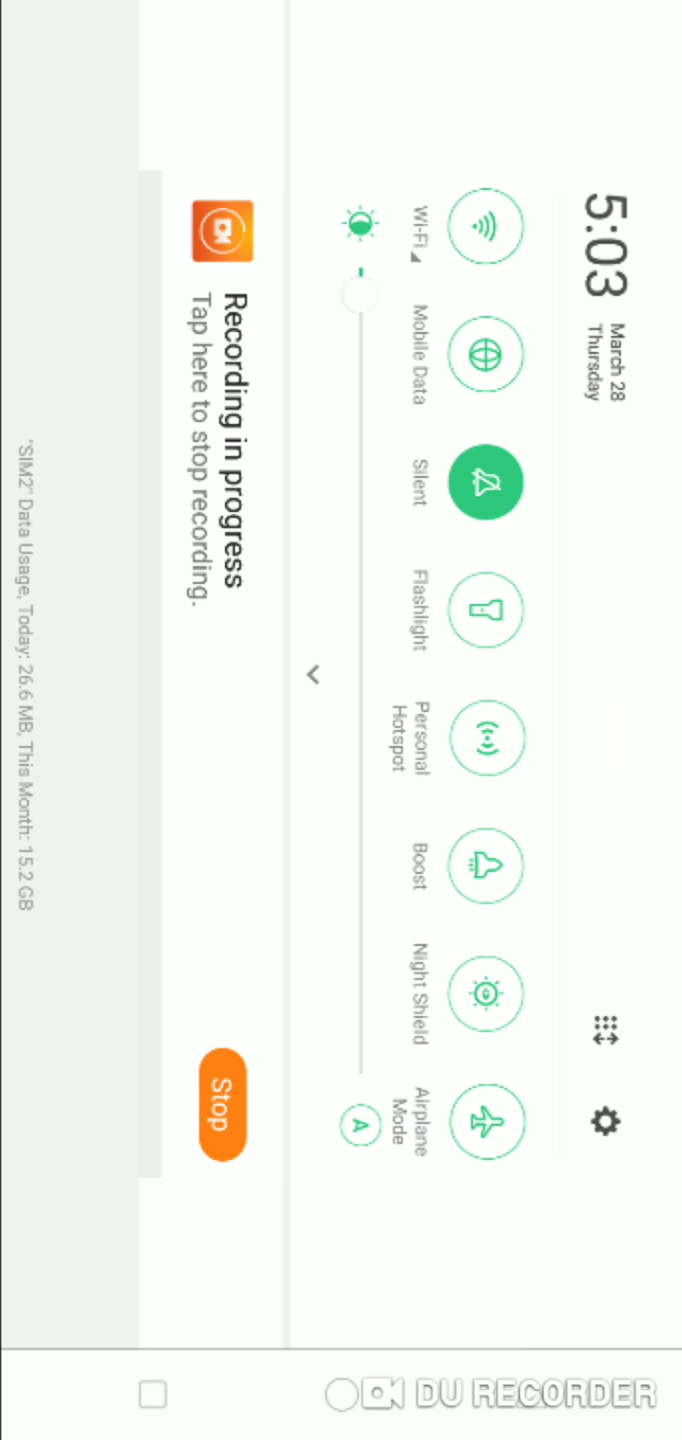 5:03
March 28
Thursday
Wi-Fi
Mobile Data
Silent
Flashlight
Personal
Hotspot
Boost
Night Shield
Airplane
Mode
A
Recording in progress
Tap here to stop recording.
Stop
"SIM2" Data Usage, Today: 26.6 MB, This Month: 15.2 GB
DU RECORDER